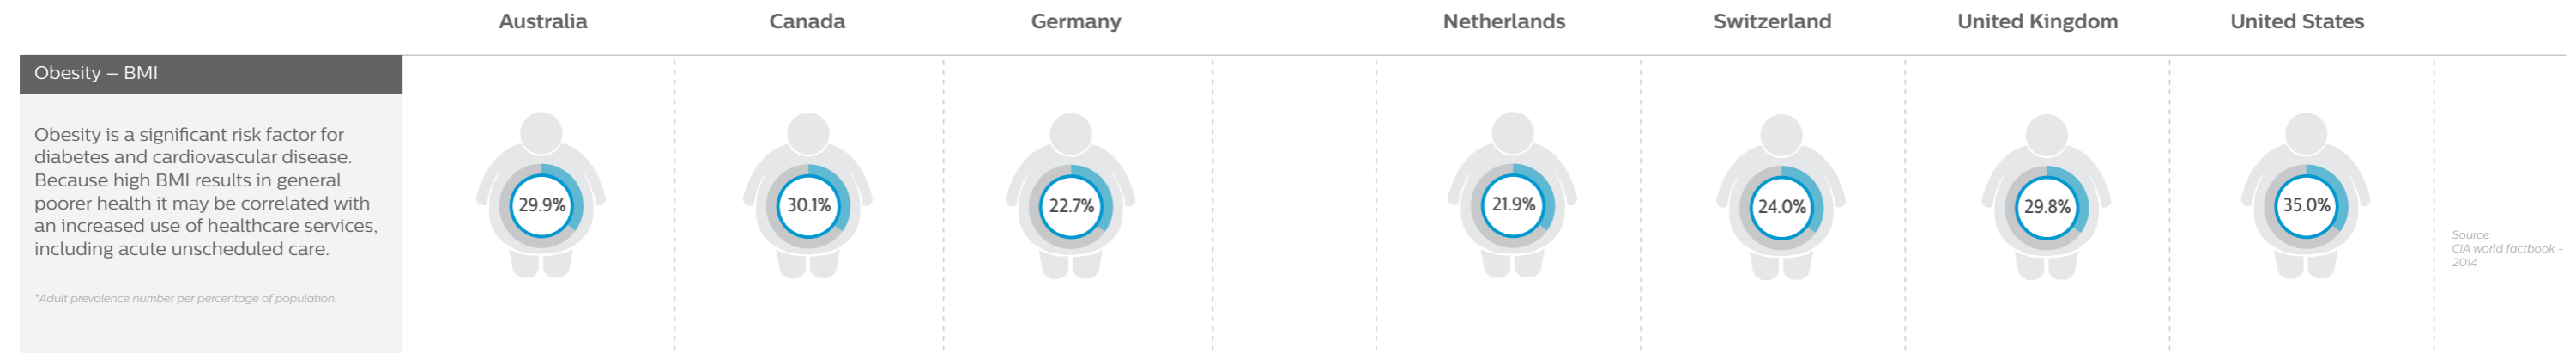 Australia
Canada
Germany
Netherlands
Switzerland
United Kingdom
United States
Obesity – BMI
Obesity is a significant risk factor for
diabetes and cardiovascular disease.
Because high BMI results in general
poorer health it may be correlated with
an increased use of healthcare services,
including acute unscheduled care.
*Adult prevalence number per percentage of population.
29.9%
30.1%
22.7%
21.9%
24.0%
29.8%
35.0%
Source:
CIA world factbook –
2014